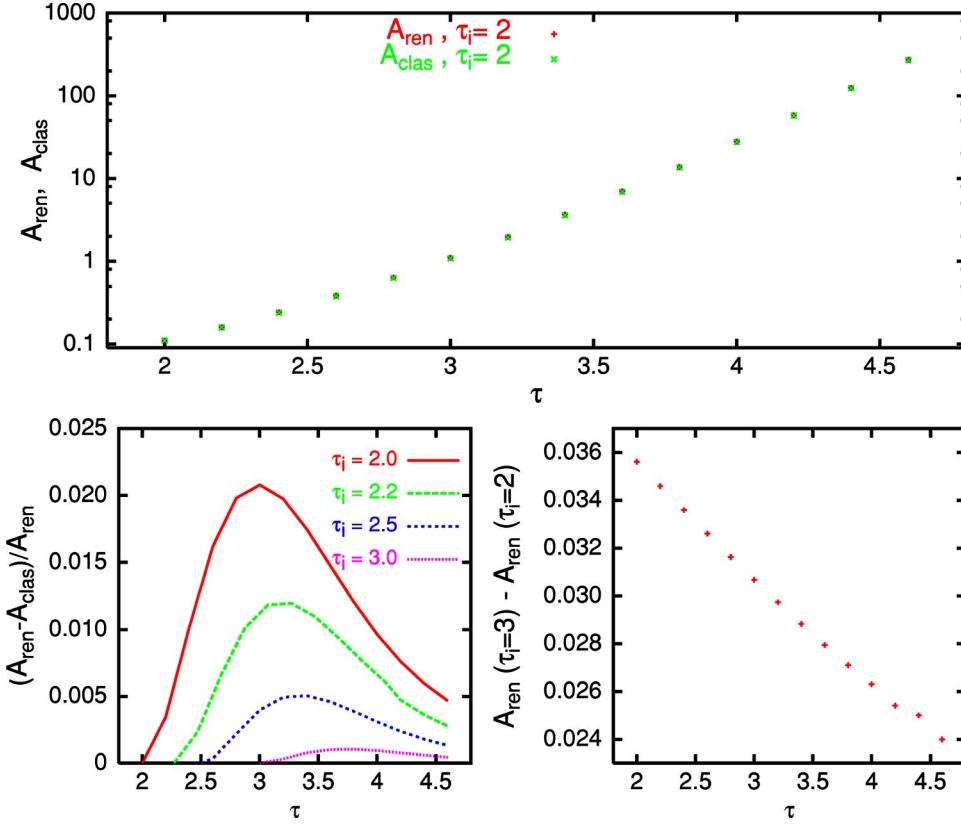 1000
100
10
1
0.1
A_ren, A_clas
A_ren , τ_i= 2
A_clas , τ_i= 2
2 2.5 3 3.5 4 4.5
τ
0.025
0.020
0.015
0.010
0.005
0
(A_ren-A_clas)/A_ren
τ_i = 2.0
τ_i = 2.2
τ_i = 2.5
τ_i = 3.0
2 2.5 3 3.5 4 4.5
τ
0.036
0.034
0.032
0.030
0.028
0.026
0.024
A_ren (τ_i=3) - A_ren (τ_i=2)
2 2.5 3 3.5 4 4.5
τ